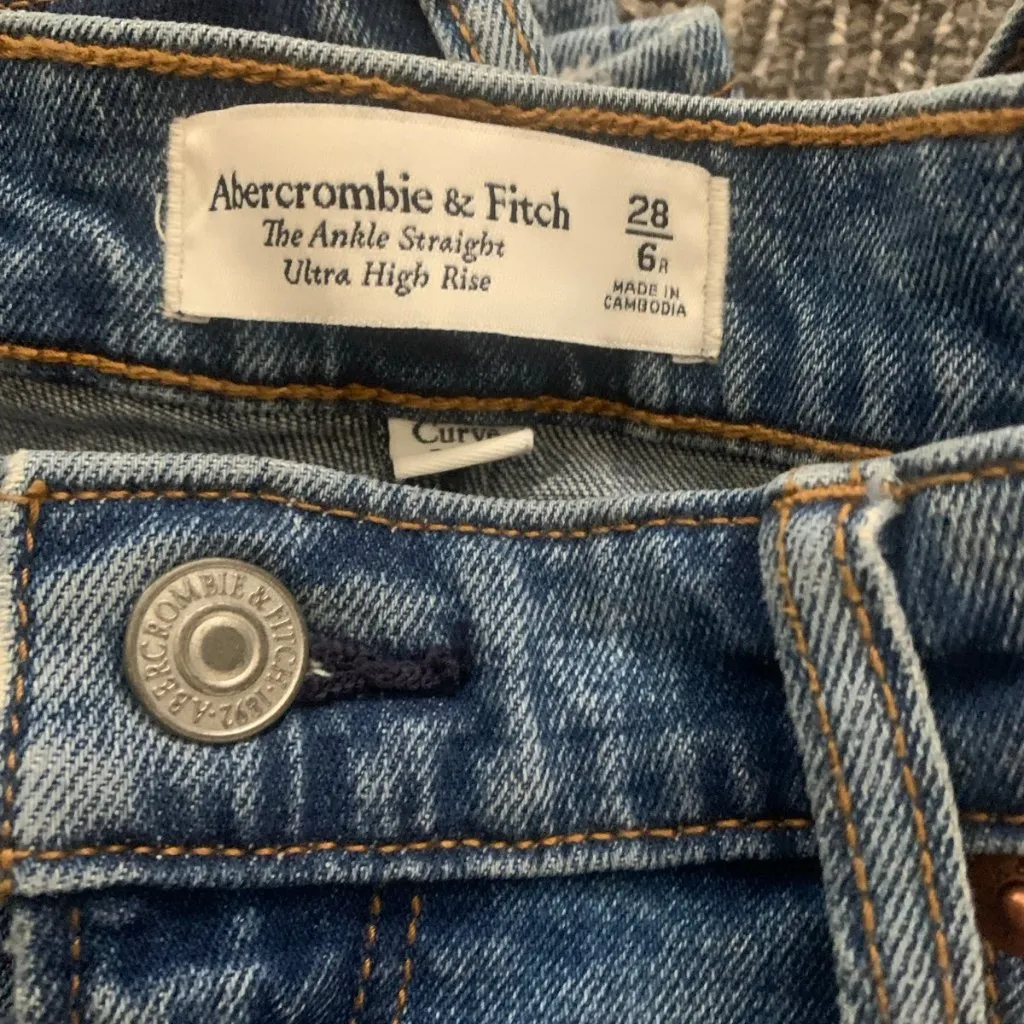 Abercrombie & Fitch
The Ankle Straight
Ultra High Rise
28
6R
MADE IN
CAMBODIA
Curve
ABERCROMBIE & FITCH · 1892 ·